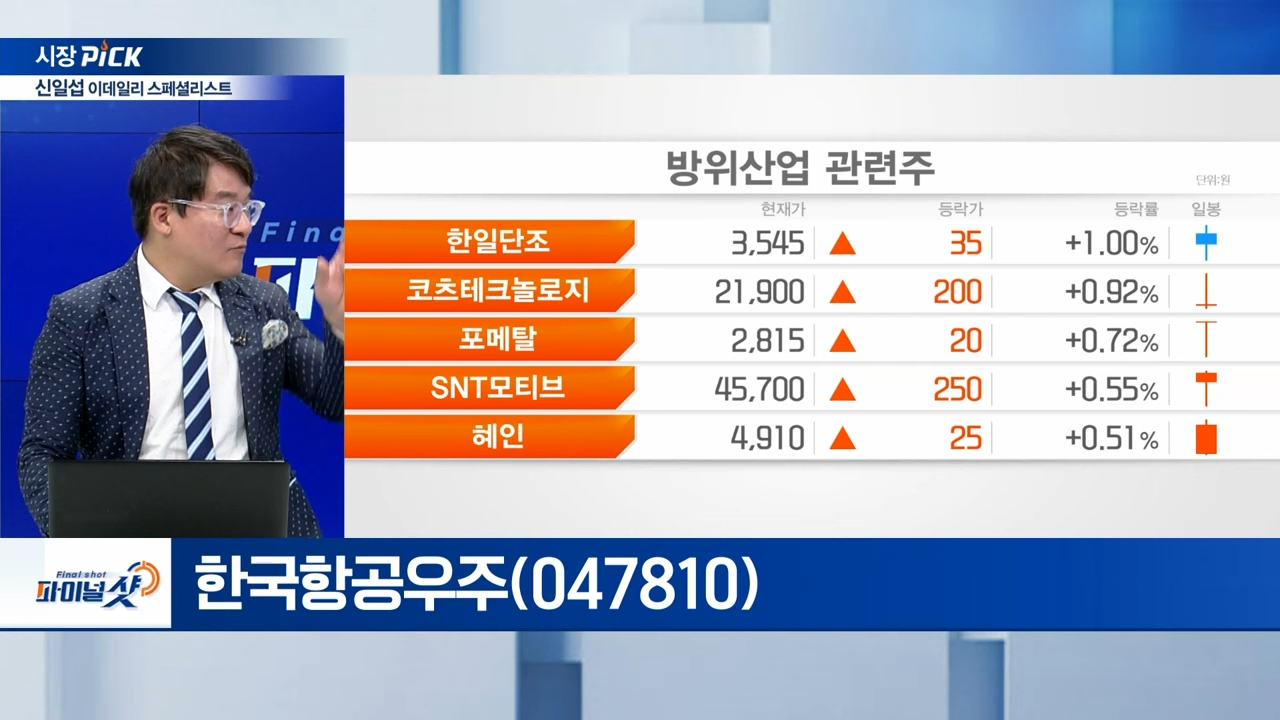 시장 PiCK
신일섭 이데일리 스페셜리스트
Fina
파
방위산업 관련주
단위:원
현재가 등락가 등락률 일봉
한일단조 3,545 ▲ 35 +1.00%
코츠테크놀로지 21,900 ▲ 200 +0.92%
포메탈 2,815 ▲ 20 +0.72%
SNT모티브 45,700 ▲ 250 +0.55%
혜인 4,910 ▲ 25 +0.51%
Final shot
파이널샷
한국항공우주(047810)